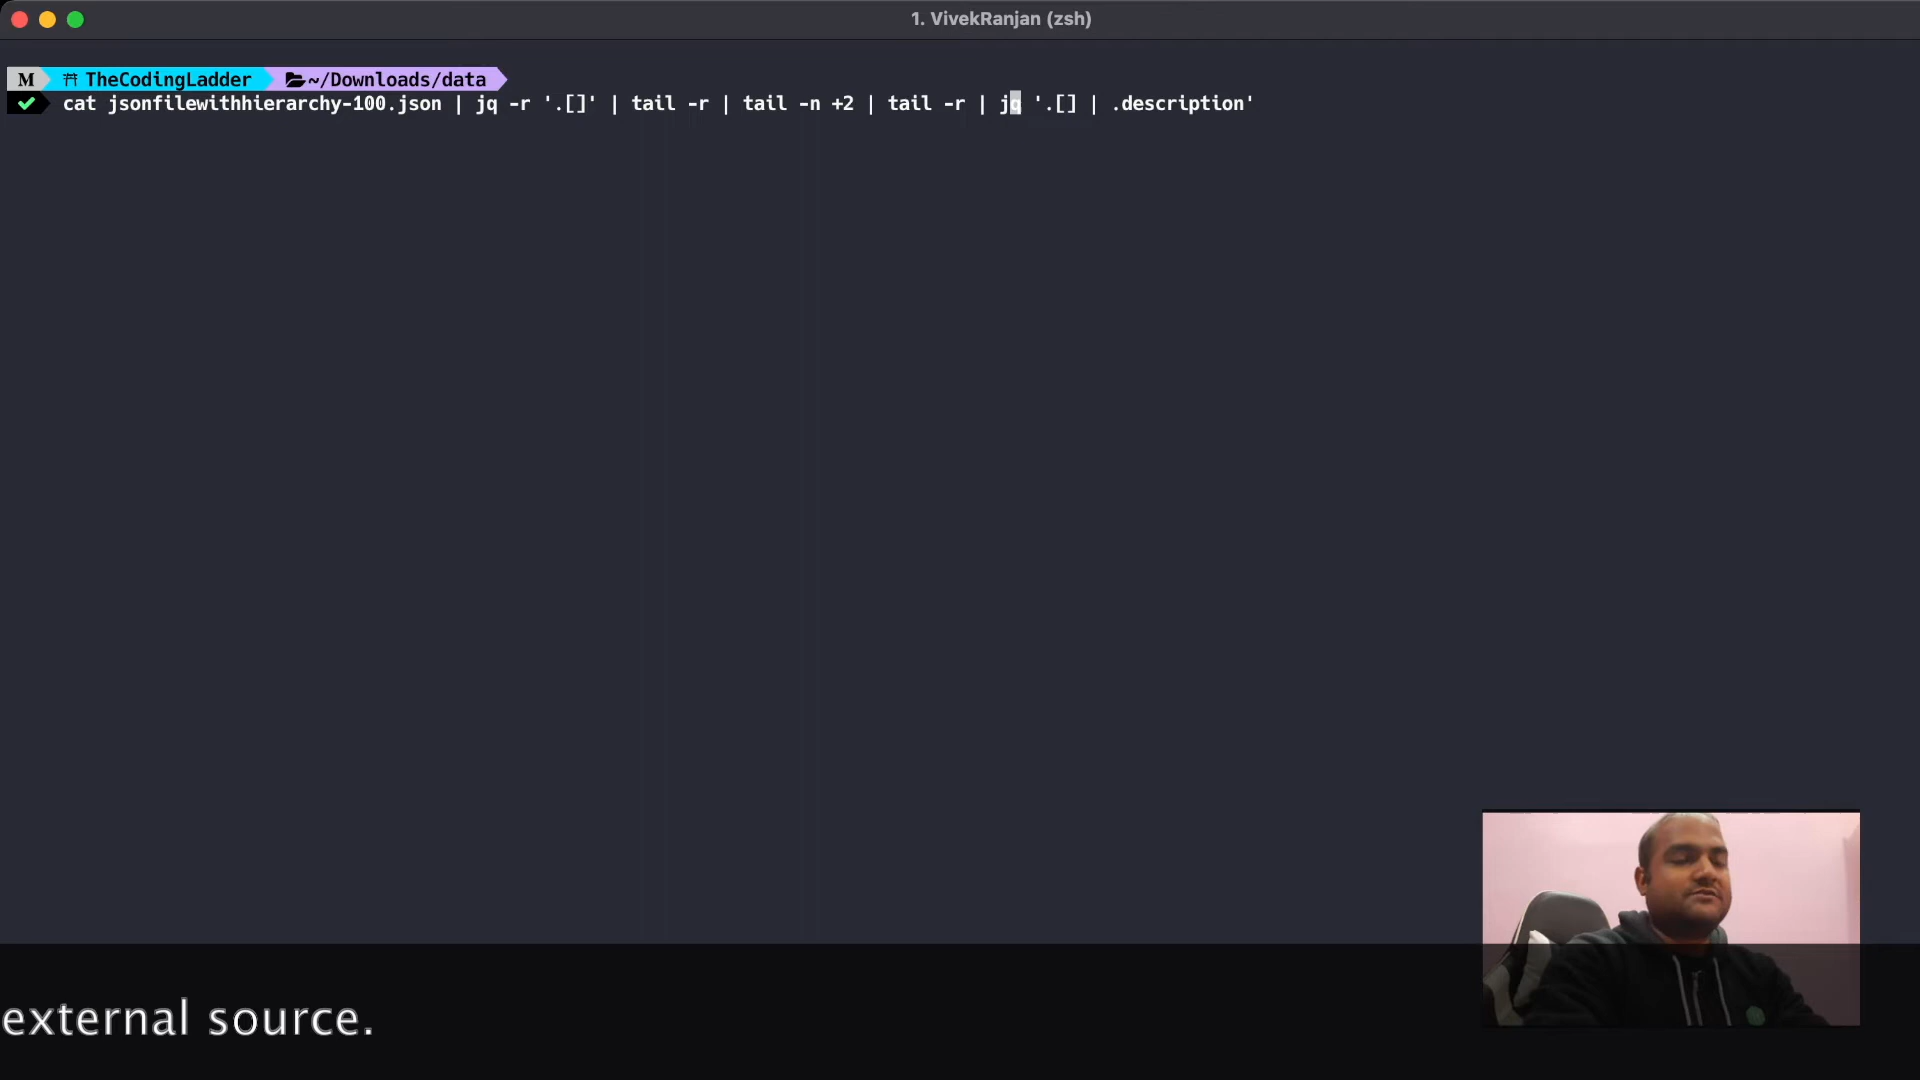 1. VivekRanjan (zsh)
M TheCodingLadder ~/Downloads/data
cat jsonfilewithhierarchy-100.json | jq -r '.[]' | tail -r | tail -n +2 | tail -r | jq '.[] | .description'
external source.